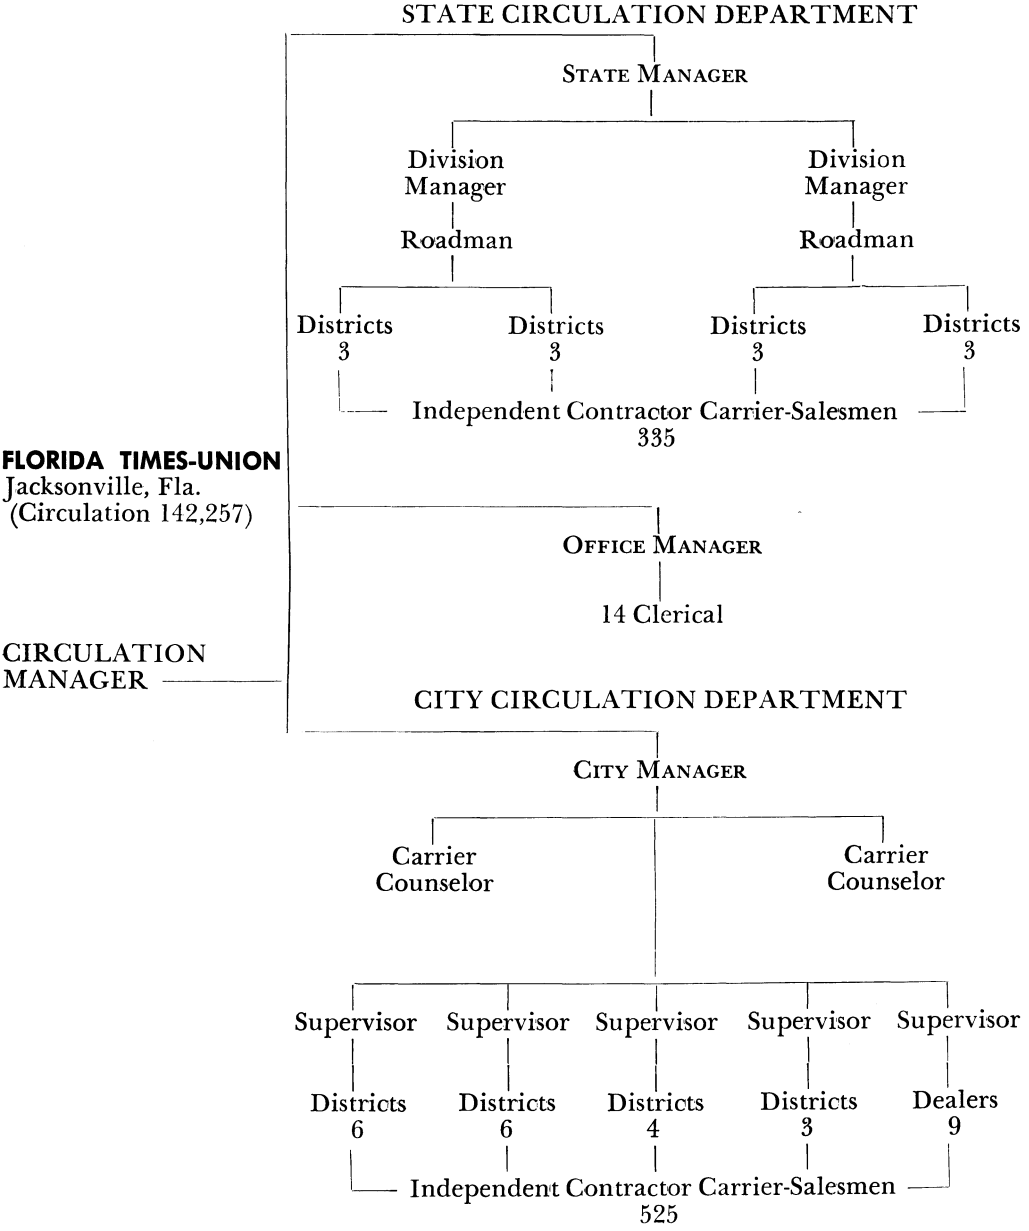 STATE CIRCULATION DEPARTMENT
STATE MANAGER
Division Manager
Division Manager
Roadman
Roadman
Districts 3
Districts 3
Districts 3
Districts 3
Independent Contractor Carrier-Salesmen
335
FLORIDA TIMES-UNION
Jacksonville, Fla.
(Circulation 142,257)
OFFICE MANAGER
14 Clerical
CIRCULATION
MANAGER
CITY CIRCULATION DEPARTMENT
CITY MANAGER
Carrier Counselor
Carrier Counselor
Supervisor Supervisor Supervisor Supervisor Supervisor
Districts Districts Districts Districts Dealers
6 6 4 3 9
Independent Contractor Carrier-Salesmen
525